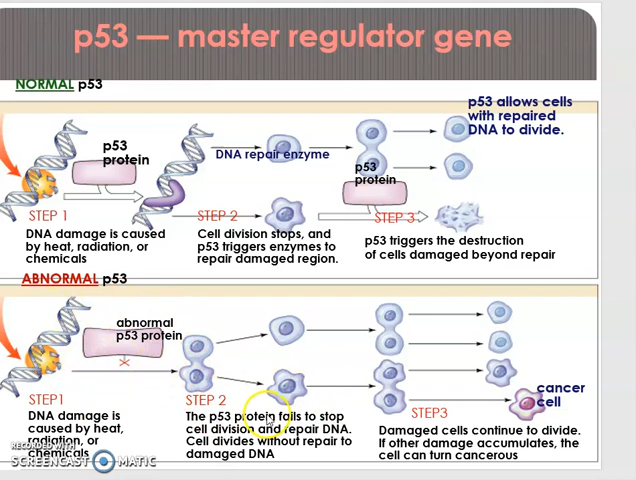 p53 — master regulator gene
NORMAL p53
p53 allows cells
with repaired
DNA to divide.
p53
protein
DNA repair enzyme
p53
protein
STEP 1
STEP 2
STEP 3
DNA damage is caused
by heat, radiation, or
chemicals
Cell division stops, and
p53 triggers enzymes to
repair damaged region.
p53 triggers the destruction
of cells damaged beyond repair
ABNORMAL p53
abnormal
p53 protein
cancer
cell
STEP1
STEP 2
STEP3
DNA damage is
caused by heat,
radiation, or
chemicals
The p53 protein fails to stop
cell division and repair DNA.
Cell divides without repair to
damaged DNA
Damaged cells continue to divide.
If other damage accumulates, the
cell can turn cancerous
RECORDED WITH
SCREENCAST MATIC